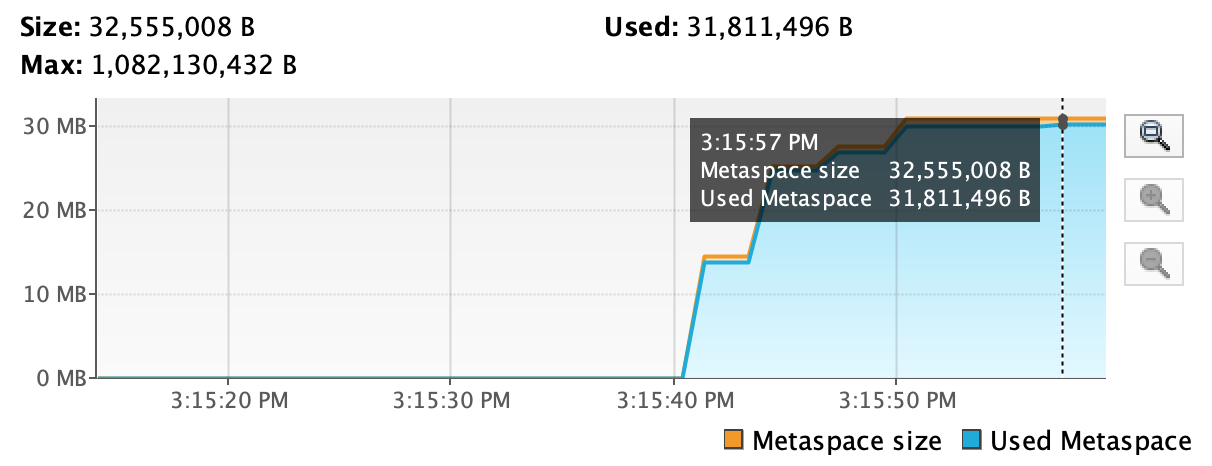 Size: 32,555,008 B Used: 31,811,496 B
Max: 1,082,130,432 B
30 MB
3:15:57 PM
Metaspace size 32,555,008 B
Used Metaspace 31,811,496 B
20 MB
10 MB
0 MB
3:15:20 PM 3:15:30 PM 3:15:40 PM 3:15:50 PM
Metaspace size Used Metaspace